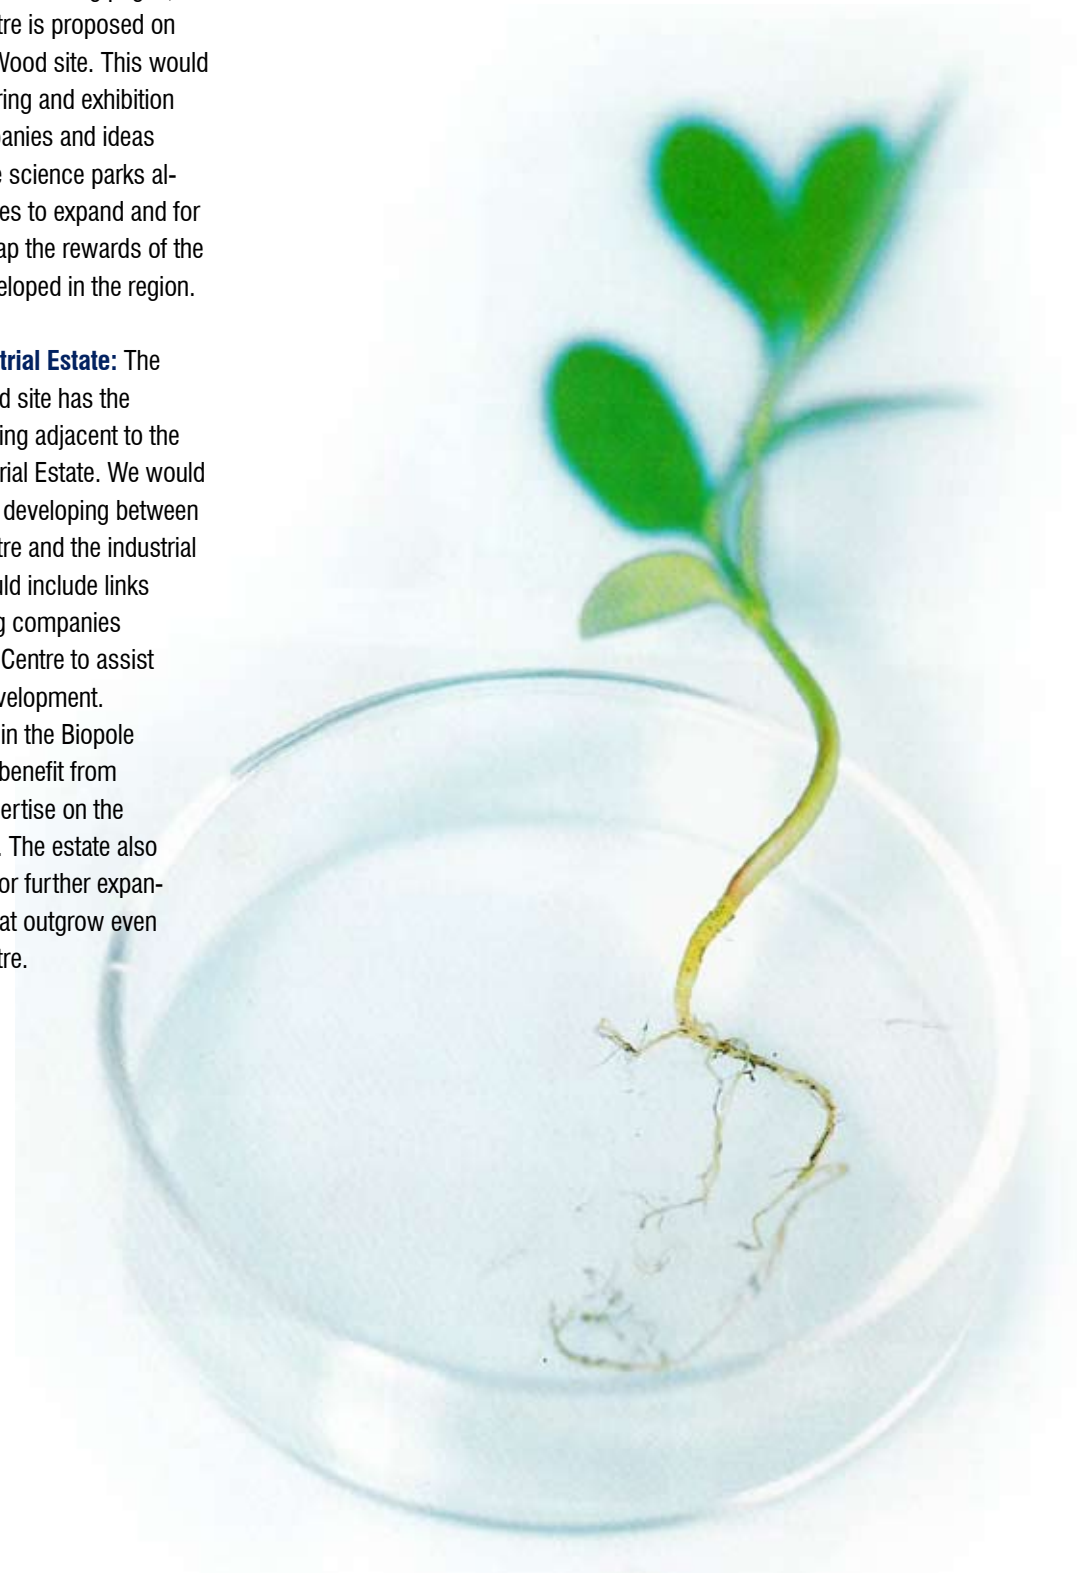 tre is proposed on
Wood site. This would
ring and exhibition
panies and ideas
e science parks al-
es to expand and for
ap the rewards of the
eloped in the region.
trial Estate: The
d site has the
ing adjacent to the
rial Estate. We would
developing between
tre and the industrial
uld include links
g companies
Centre to assist
velopment.
in the Biopole
benefit from
ertise on the
. The estate also
or further expan-
at outgrow even
tre.